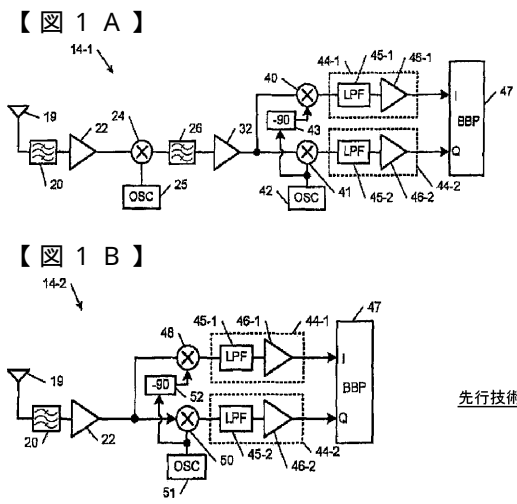 【図１Ａ】
14-1
19
20
22
24
OSC
25
26
32
40
-90
43
OSC
42
41
44-1
45-1
46-1
LPF
LPF
45-2
46-2
44-2
47
I
BBP
Q
【図１Ｂ】
14-2
19
20
22
48
-90
52
50
OSC
51
45-1
46-1
44-1
LPF
LPF
45-2
46-2
44-2
47
I
BBP
Q
先行技術